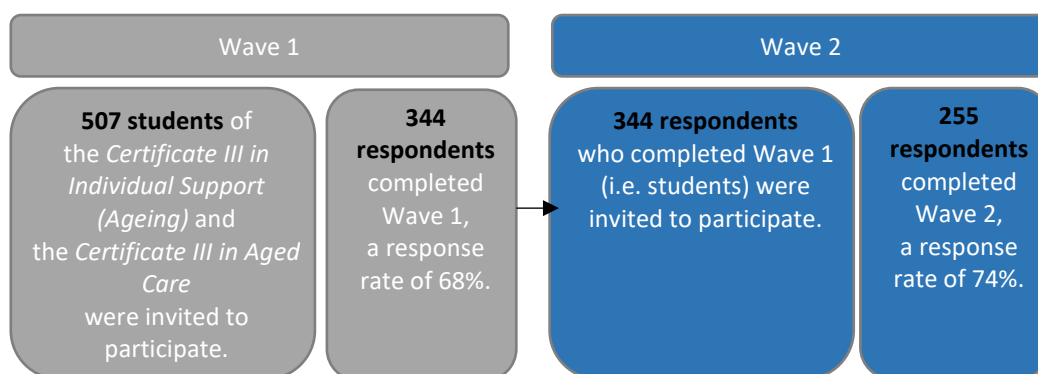 Wave 1
507 students of
the Certificate III in
Individual Support
(Ageing) and
the Certificate III in Aged
Care
were invited to
participate.
344
respondents
completed
Wave 1,
a response
rate of 68%.
Wave 2
344 respondents
who completed Wave 1
(i.e. students) were
invited to participate.
255
respondents
completed
Wave 2,
a response
rate of 74%.